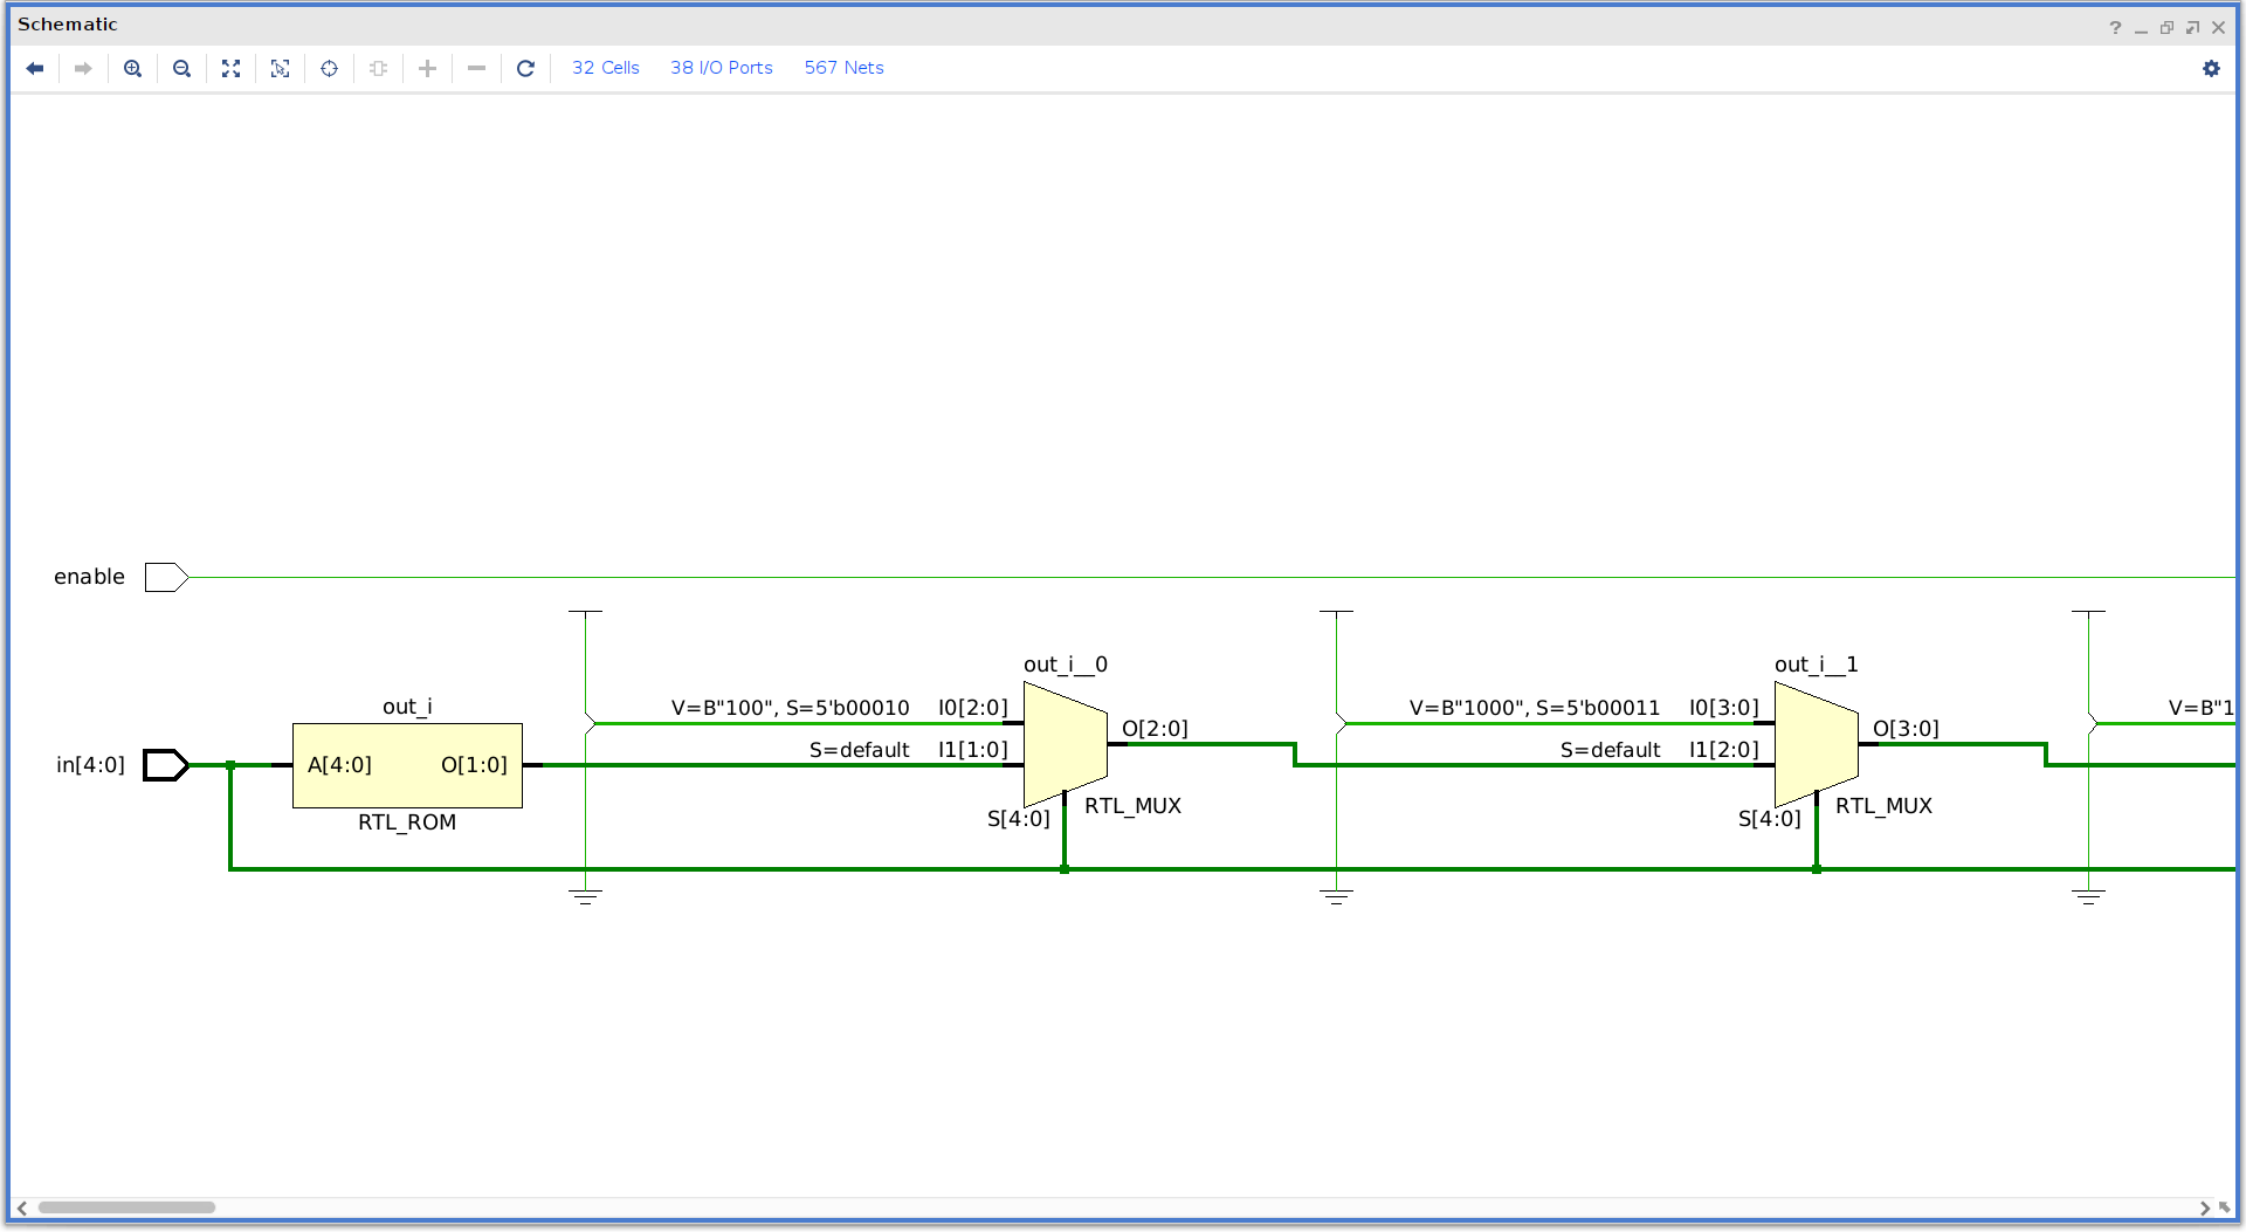 Schematic
32 Cells 38 I/O Ports 567 Nets
enable
out_i__0 out_i__1
out_i V=B"100", S=5'b00010 I0[2:0] V=B"1000", S=5'b00011 I0[3:0] V=B"1
O[2:0] O[3:0]
S=default I1[1:0] S=default I1[2:0]
in[4:0] A[4:0] O[1:0]
RTL_MUX RTL_MUX
RTL_ROM S[4:0] S[4:0]